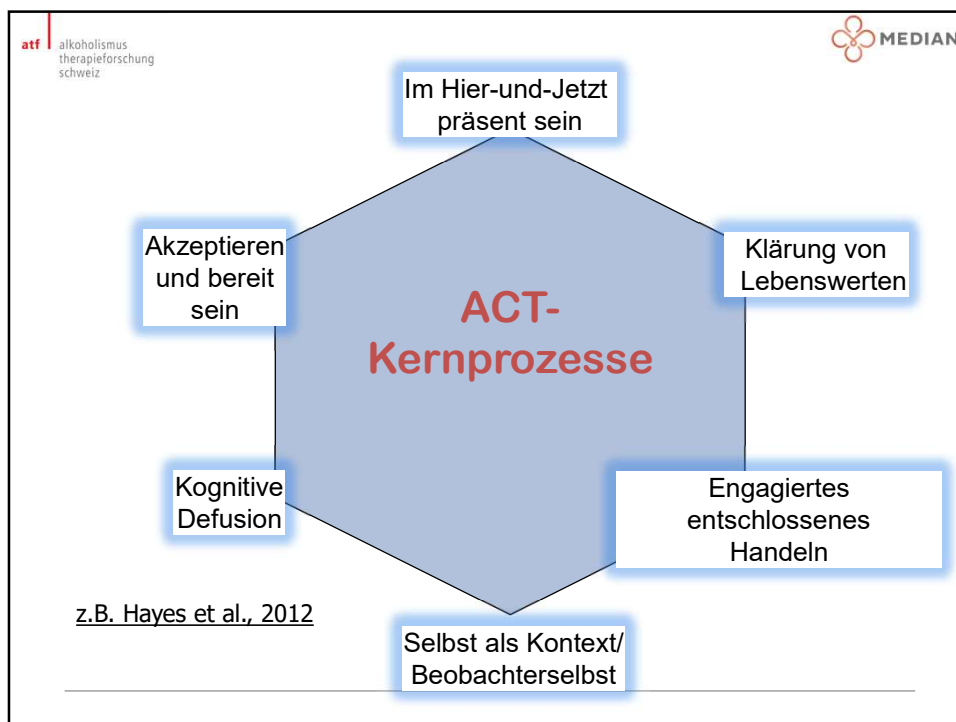 atf
alkoholismus
therapieforschung
schweiz
MEDIAN
Im Hier-und-Jetzt
präsent sein
Akzeptieren
und bereit
sein
Klärung von
Lebenswerten
ACT-
Kernprozesse
Kognitive
Defusion
Engagiertes
entschlossenes
Handeln
z.B. Hayes et al., 2012
Selbst als Kontext/
Beobachterselbst